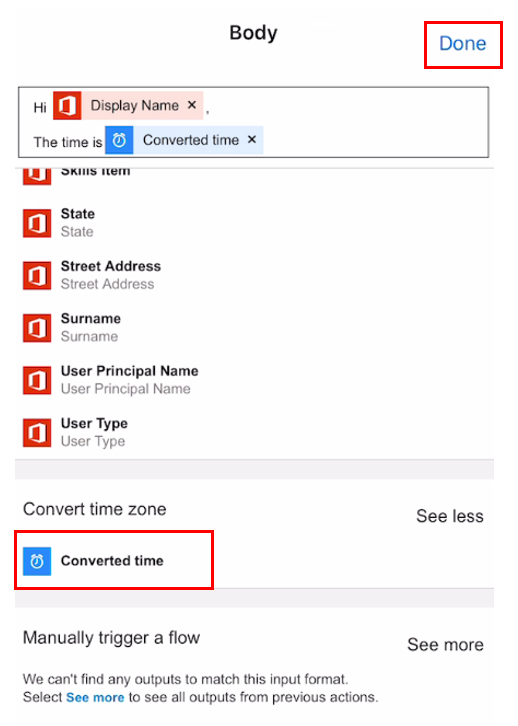 Body
Done
Hi Display Name × ,
The time is Converted time ×
Skills Item
State
State
Street Address
Street Address
Surname
Surname
User Principal Name
User Principal Name
User Type
User Type
Convert time zone
See less
Converted time
Manually trigger a flow
See more
We can't find any outputs to match this input format.
Select See more to see all outputs from previous actions.